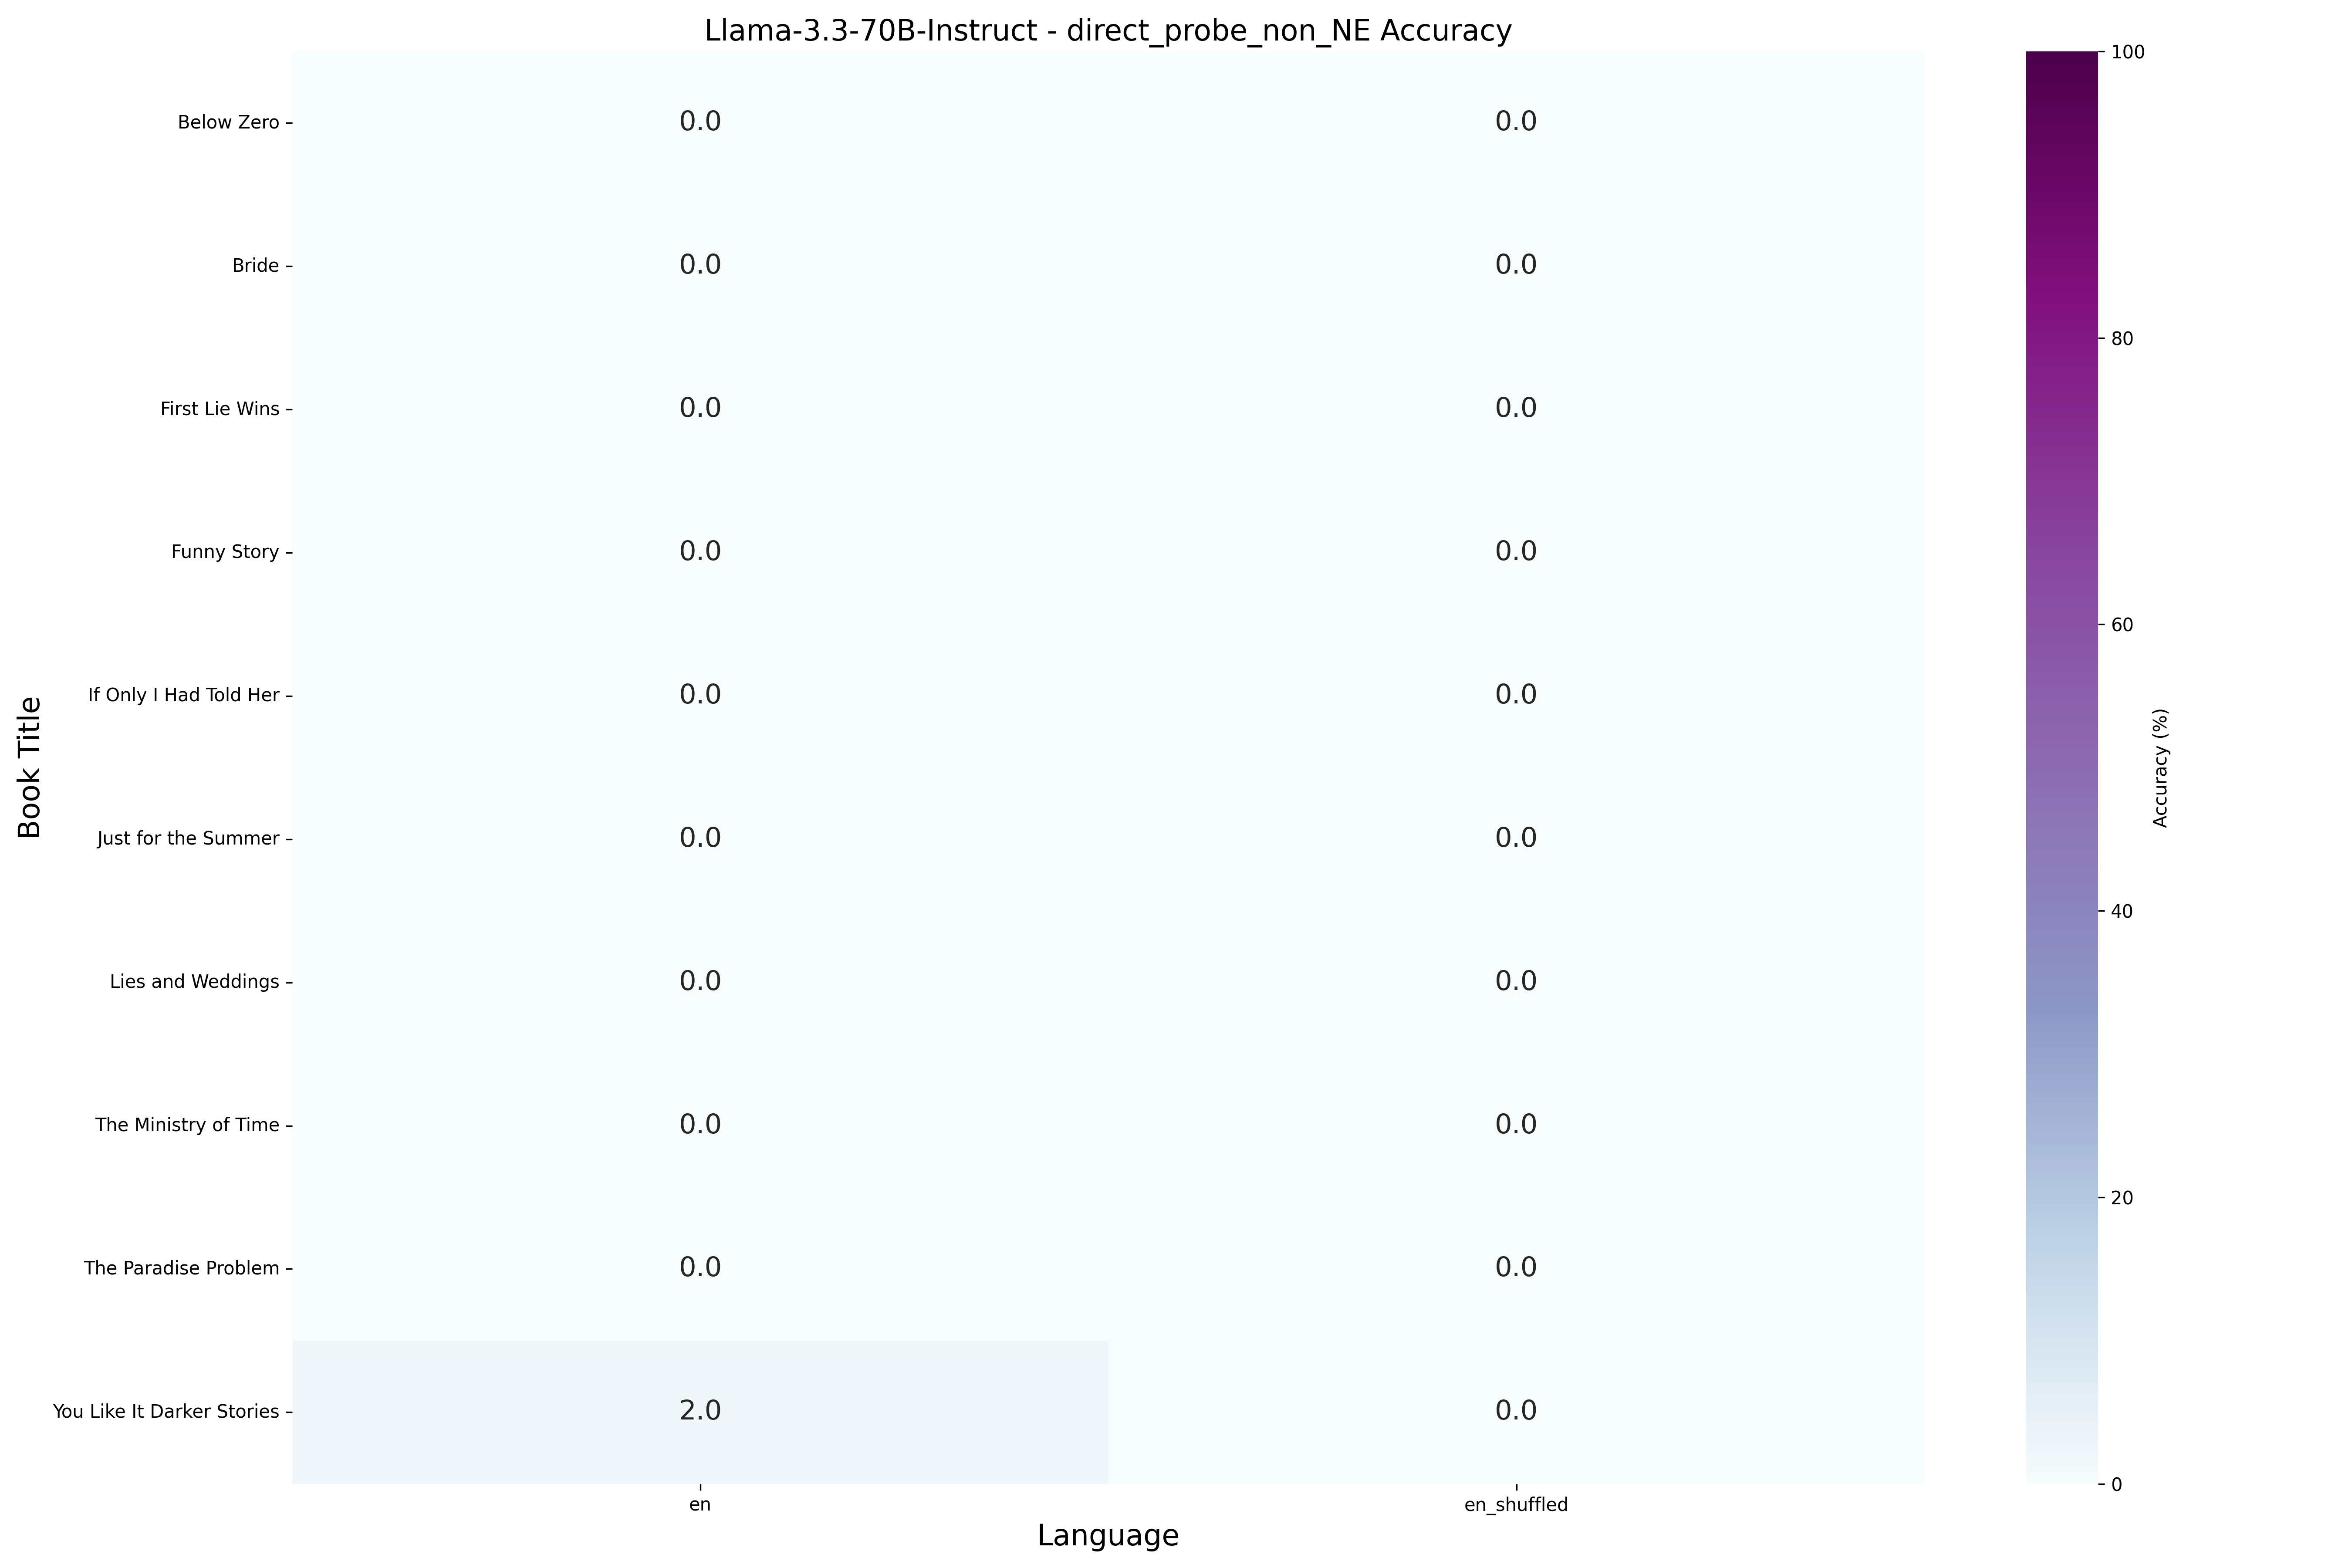 Llama-3.3-70B-Instruct - direct_probe_non_NE Accuracy
Book Title
Below Zero 0.0 0.0
Bride 0.0 0.0
First Lie Wins 0.0 0.0
Funny Story 0.0 0.0
If Only I Had Told Her 0.0 0.0
Just for the Summer 0.0 0.0
Lies and Weddings 0.0 0.0
The Ministry of Time 0.0 0.0
The Paradise Problem 0.0 0.0
You Like It Darker Stories 2.0 0.0
en en_shuffled
Language
100
80
60
40
20
0
Accuracy (%)